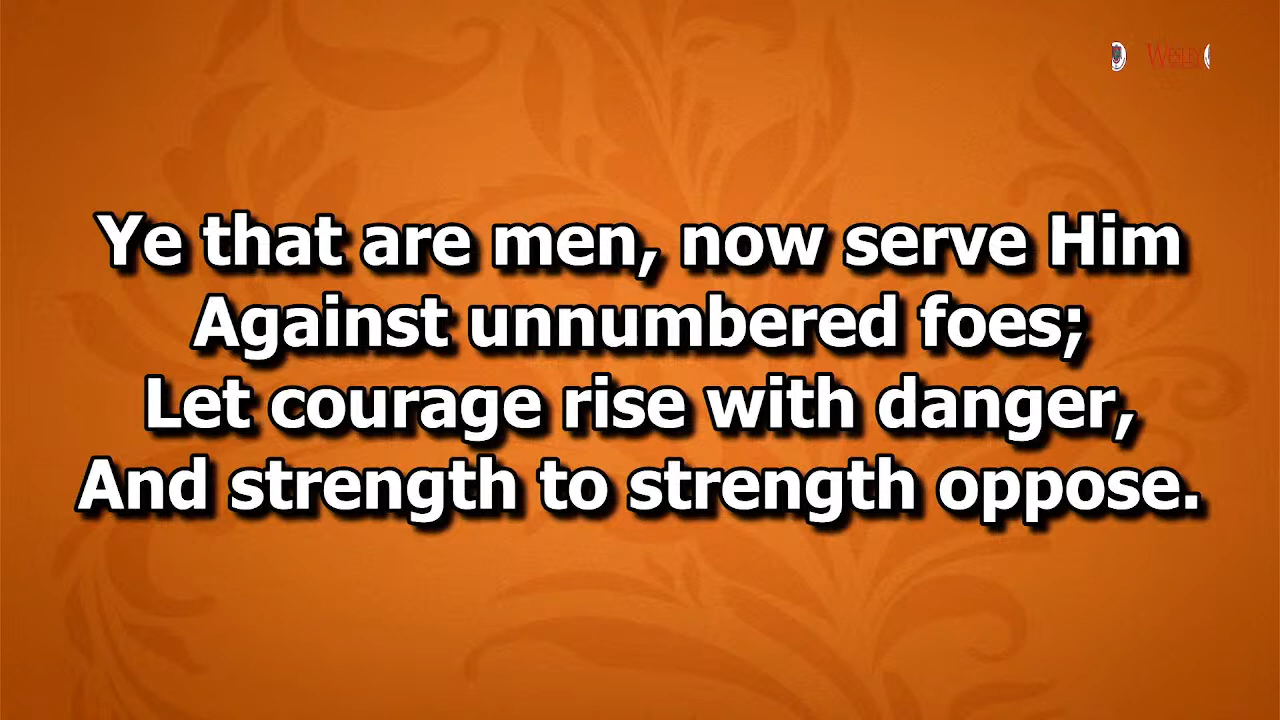 WESLEY
Ye that are men, now serve Him
Against unnumbered foes;
Let courage rise with danger,
And strength to strength oppose.